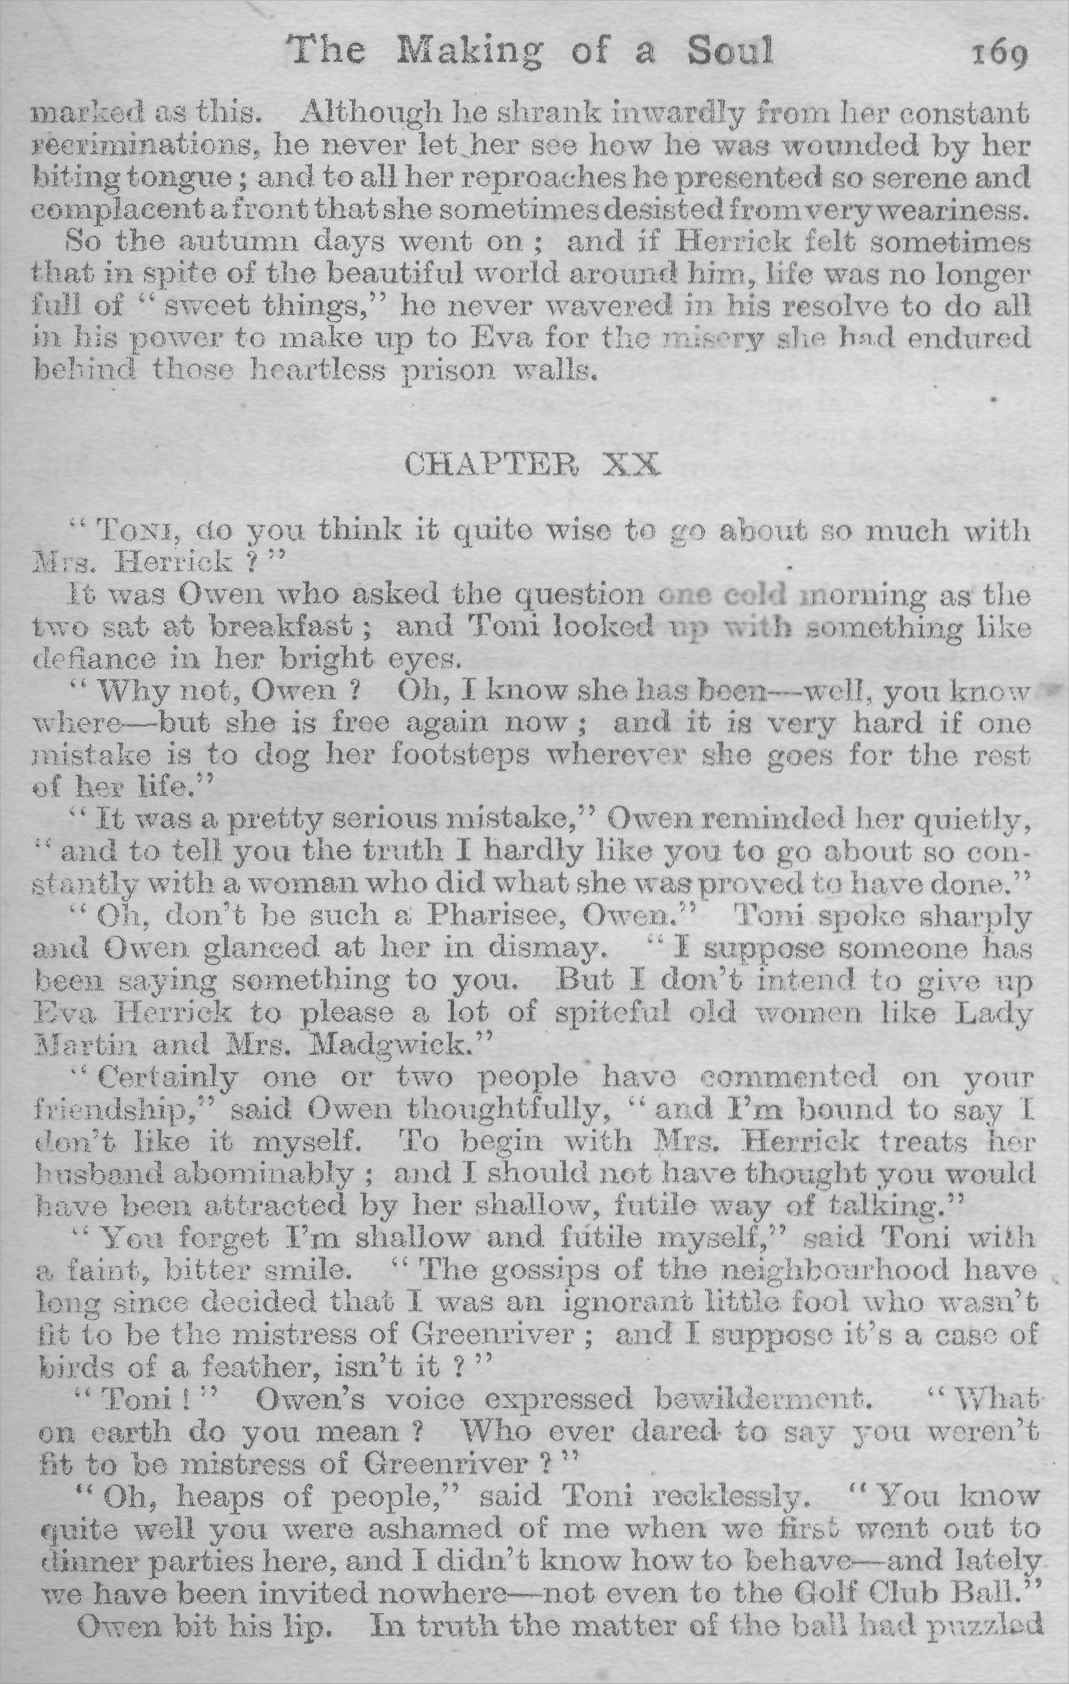 The Making of a Soul 169
marked as this. Although he shrank inwardly from her constant
recriminations, he never let her see how he was wounded by her
biting tongue; and to all her reproaches he presented so serene and
complacent a front that she sometimes desisted from very weariness.
So the autumn days went on; and if Herrick felt sometimes
that in spite of the beautiful world around him, life was no longer
full of “sweet things,” he never wavered in his resolve to do all
in his power to make up to Eva for the misery she had endured
behind those heartless prison walls.
CHAPTER XX
“Toni, do you think it quite wise to go about so much with
Mrs. Herrick?”
It was Owen who asked the question one cold morning as the
two sat at breakfast; and Toni looked up with something like
defiance in her bright eyes.
“Why not, Owen? Oh, I know she has been—well, you know
where—but she is free again now; and it is very hard if one
mistake is to dog her footsteps wherever she goes for the rest
of her life.”
“It was a pretty serious mistake,” Owen reminded her quietly,
“and to tell you the truth I hardly like you to go about so con-
stantly with a woman who did what she was proved to have done.”
“Oh, don’t be such a Pharisee, Owen.” Toni spoke sharply
and Owen glanced at her in dismay. “I suppose someone has
been saying something to you. But I don’t intend to give up
Eva Herrick to please a lot of spiteful old women like Lady
Martin and Mrs. Madgwick.”
“Certainly one or two people have commented on your
friendship,” said Owen thoughtfully, “and I’m bound to say I
don’t like it myself. To begin with Mrs. Herrick treats her
husband abominably; and I should not have thought you would
have been attracted by her shallow, futile way of talking.”
“You forget I’m shallow and futile myself,” said Toni with
a faint, bitter smile. “The gossips of the neighbourhood have
long since decided that I was an ignorant little fool who wasn’t
fit to be the mistress of Greenriver; and I suppose it’s a case of
birds of a feather, isn’t it?”
“Toni!” Owen’s voice expressed bewilderment. “What
on earth do you mean? Who ever dared to say you weren’t
fit to be mistress of Greenriver?”
“Oh, heaps of people,” said Toni recklessly. “You know
quite well you were ashamed of me when we first went out to
dinner parties here, and I didn’t know how to behave—and lately
we have been invited nowhere—not even to the Golf Club Ball.”
Owen bit his lip. In truth the matter of the ball had puzzled